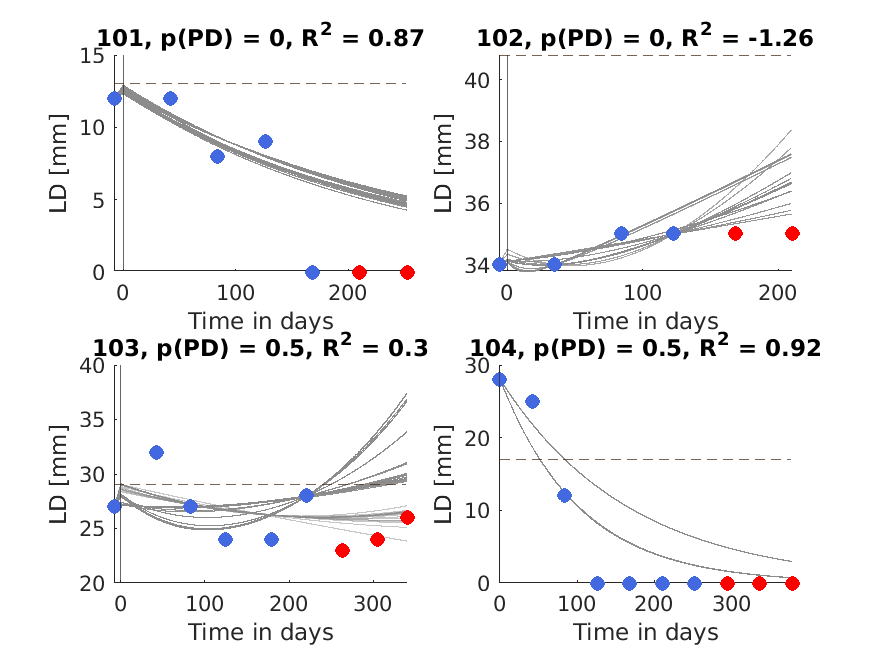 101, p(PD) = 0, R² = 0.87
15
10
5
0
LD [mm]
0 100 200
Time in days
102, p(PD) = 0, R² = -1.26
40
38
36
34
LD [mm]
0 100 200
Time in days
103, p(PD) = 0.5, R² = 0.3
40
35
30
25
20
LD [mm]
0 100 200 300
Time in days
104, p(PD) = 0.5, R² = 0.92
30
20
10
0
LD [mm]
0 100 200 300
Time in days